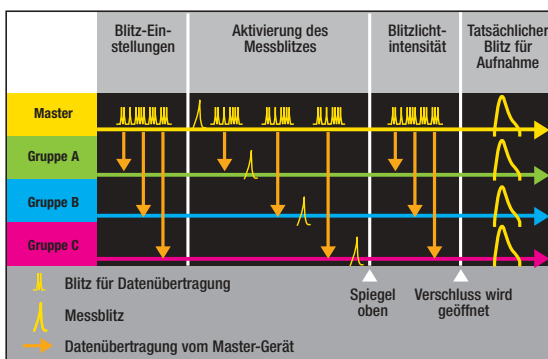 Blitz-Ein-
stellungen
Aktivierung des
Messblitzes
Blitzlicht-
intensität
Tatsächlicher
Blitz für
Aufnahme
Master
Gruppe A
Gruppe B
Gruppe C
Blitz für Datenübertragung
Messblitz
Datenübertragung vom Master-Gerät
Spiegel
oben
Verschluss wird
geöffnet